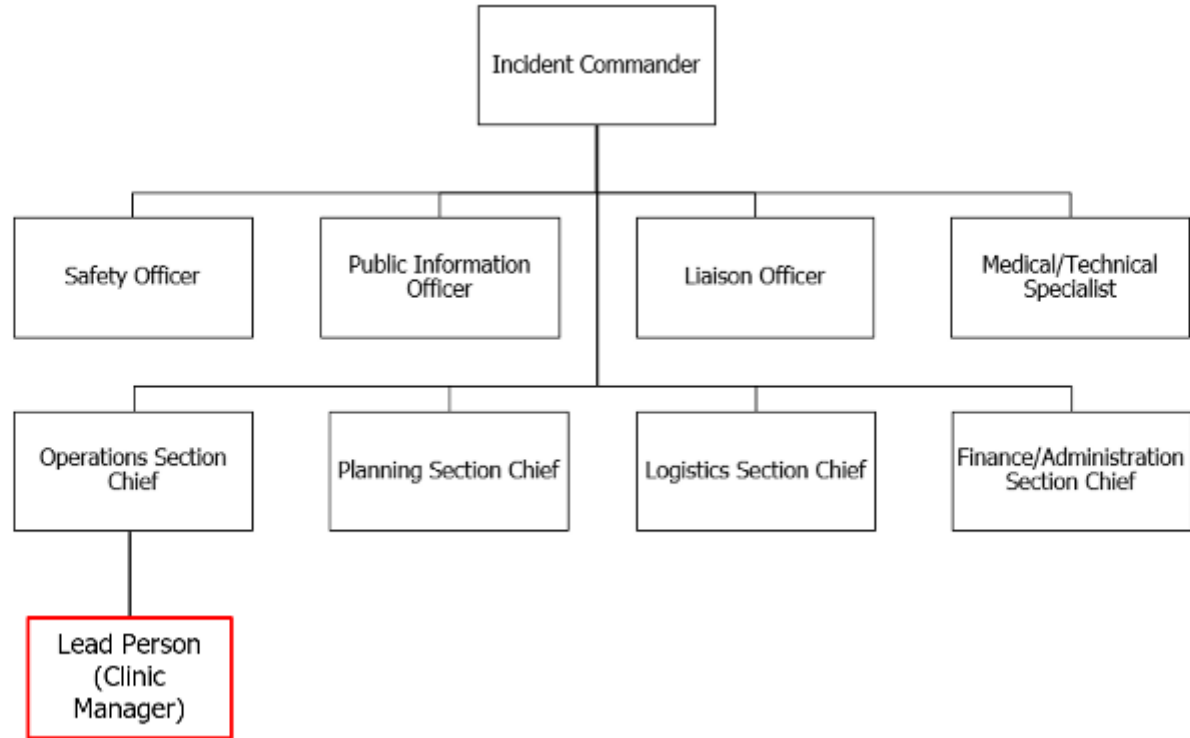 Incident Commander
Safety Officer
Public Information
Officer
Liaison Officer
Medical/Technical
Specialist
Operations Section
Chief
Planning Section Chief
Logistics Section Chief
Finance/Administration
Section Chief
Lead Person
(Clinic
Manager)